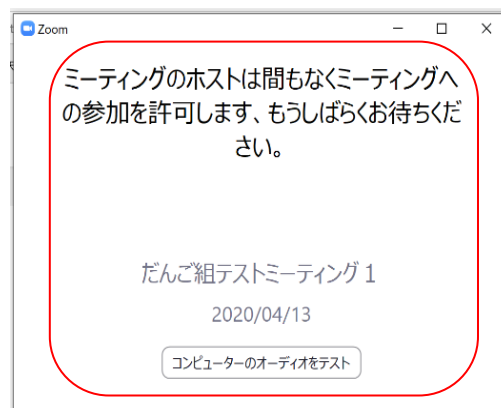 Zoom
ミーティングのホストは間もなくミーティングへ
の参加を許可します、もうしばらくお待ちくだ
さい。
だんご組テストミーティング 1
2020/04/13
コンピューターのオーディオをテスト